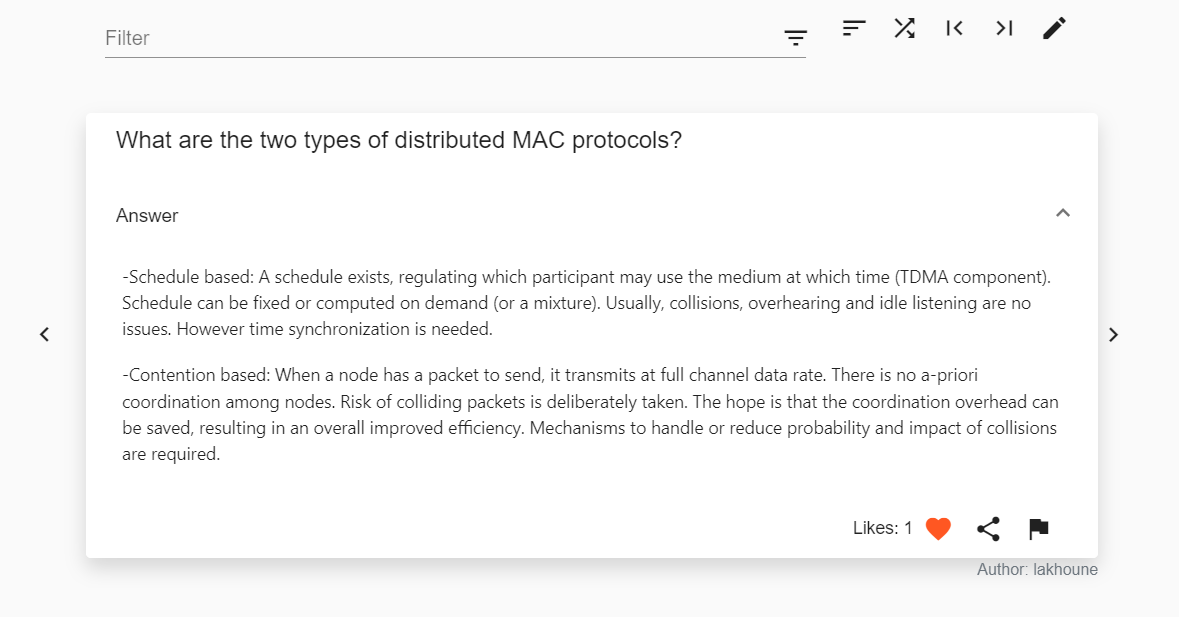 Filter
What are the two types of distributed MAC protocols?
Answer
-Schedule based: A schedule exists, regulating which participant may use the medium at which time (TDMA component).
Schedule can be fixed or computed on demand (or a mixture). Usually, collisions, overhearing and idle listening are no
issues. However time synchronization is needed.
-Contention based: When a node has a packet to send, it transmits at full channel data rate. There is no a-priori
coordination among nodes. Risk of colliding packets is deliberately taken. The hope is that the coordination overhead can
be saved, resulting in an overall improved efficiency. Mechanisms to handle or reduce probability and impact of collisions
are required.
Likes: 1
Author: lakhoune